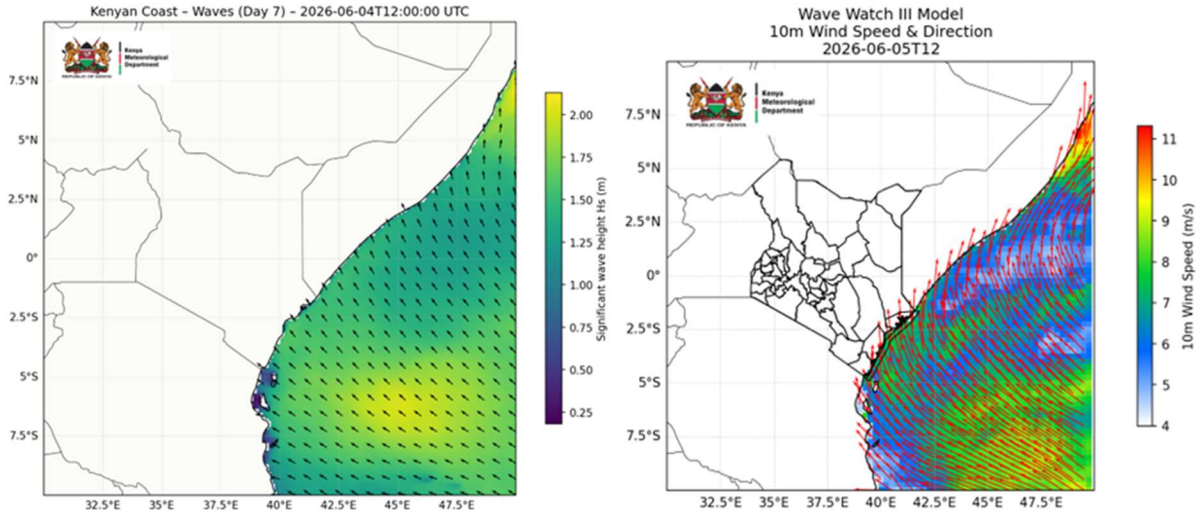 Kenyan Coast – Waves (Day 7) – 2026-06-04T12:00:00 UTC
Kenya
Meteorological
Department
REPUBLIC OF KENYA
7.5°N
5°N
2.5°N
0°
2.5°S
5°S
7.5°S
32.5°E
35°E
37.5°E
40°E
42.5°E
45°E
47.5°E
2.00
1.75
1.50
1.25
1.00
0.75
0.50
0.25
Significant wave height Hs (m)
Wave Watch III Model
10m Wind Speed & Direction
2026-06-05T12
Kenya
Meteorological
Department
REPUBLIC OF KENYA
7.5°N
5°N
2.5°N
0°
2.5°S
5°S
7.5°S
32.5°E
35°E
37.5°E
40°E
42.5°E
45°E
47.5°E
11
10
9
8
7
6
5
4
10m Wind Speed (m/s)